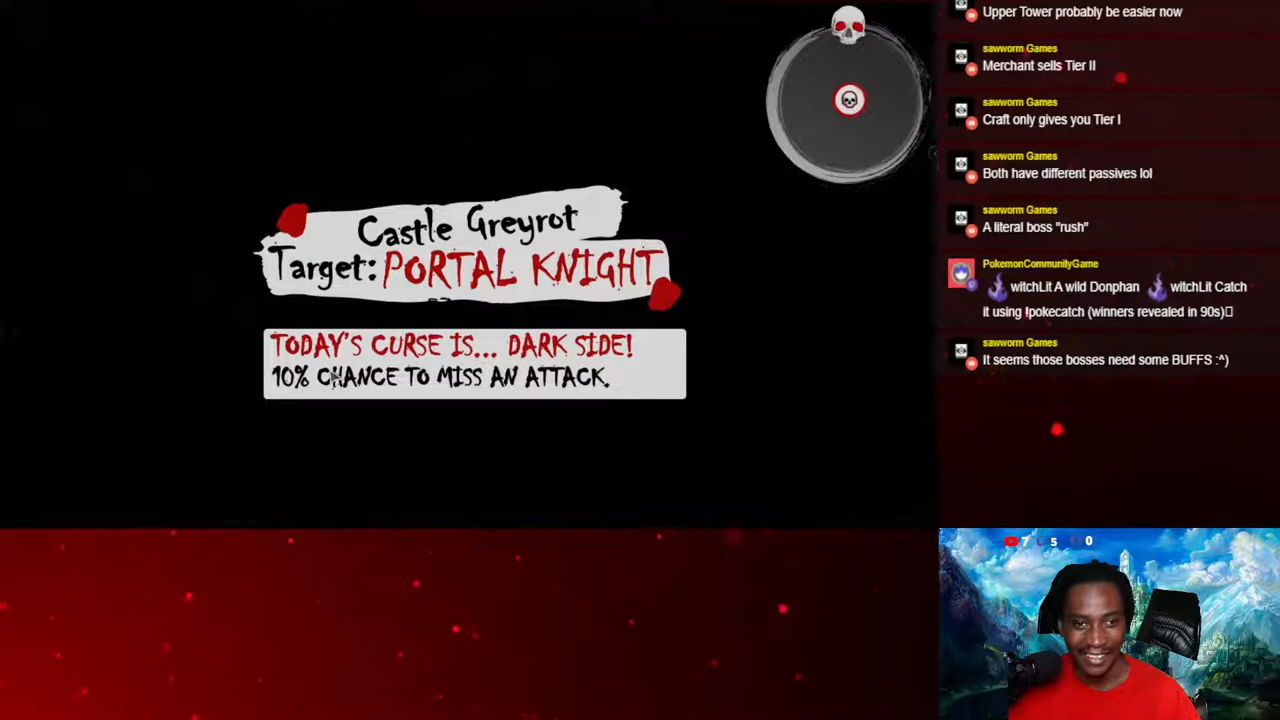 Castle Greyrot
Target: PORTAL KNIGHT
TODAY'S CURSE IS... DARK SIDE!
10% CHANCE TO MISS AN ATTACK.
Upper Tower probably be easier now
sawworm Games
Merchant sells Tier II
sawworm Games
Craft only gives you Tier I
sawworm Games
Both have different passives lol
sawworm Games
A literal boss "rush"
PokemonCommunityGame
witchLit A wild Donphan witchLit Catch
it using !pokecatch (winners revealed in 90s)
sawworm Games
It seems those bosses need some BUFFS :^)
7 5 0